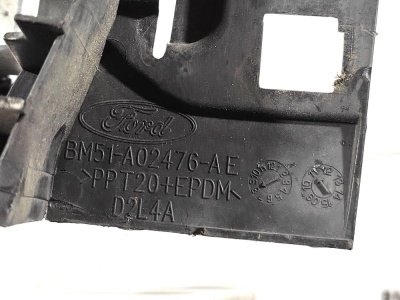 Ford
BM51-A02476-AE
>PPT20+EPDM<
D2L4A